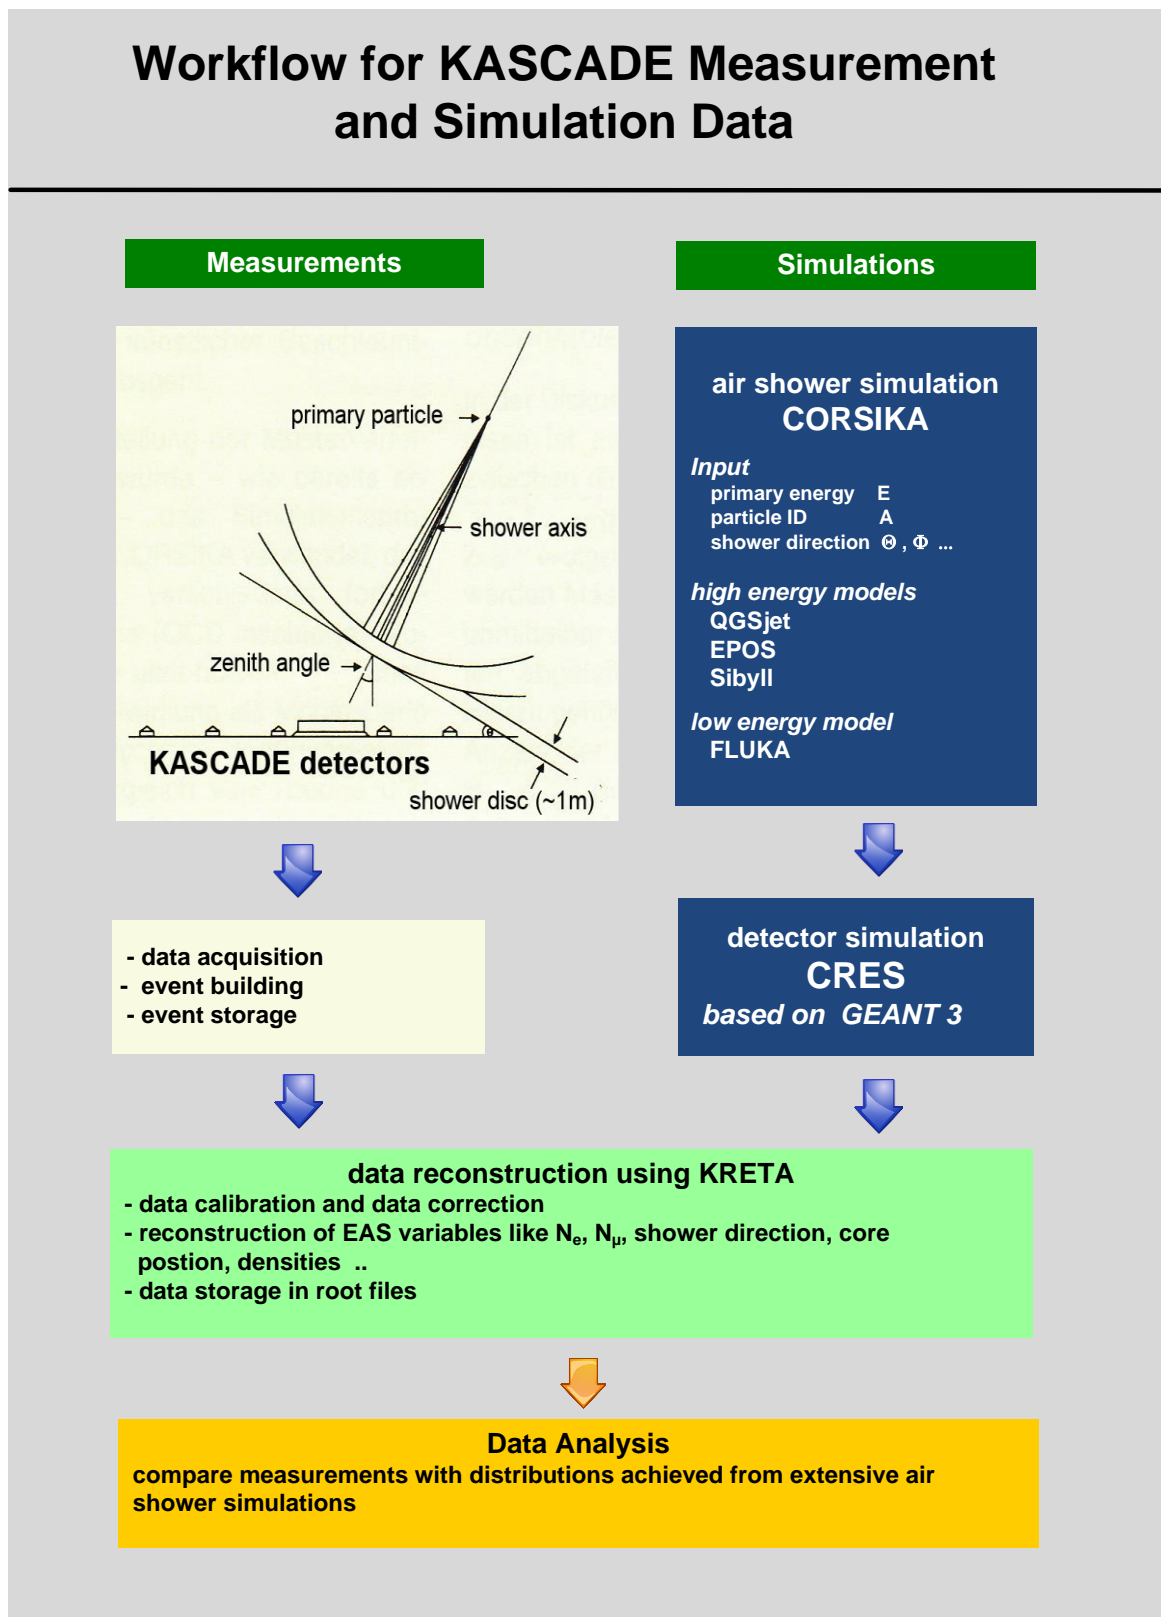 Workflow for KASCADE Measurement
and Simulation Data
Measurements
primary particle
shower axis
zenith angle
Θ
KASCADE detectors
shower disc (~1m)
- data acquisition
- event building
- event storage
Simulations
air shower simulation
CORSIKA
Input
primary energy E
particle ID A
shower direction Θ , Φ ...
high energy models
QGSjet
EPOS
Sibyll
low energy model
FLUKA
detector simulation
CRES
based on GEANT 3
data reconstruction using KRETA
- data calibration and data correction
- reconstruction of EAS variables like Nₑ, N_μ, shower direction, core
postion, densities ..
- data storage in root files
Data Analysis
compare measurements with distributions achieved from extensive air
shower simulations